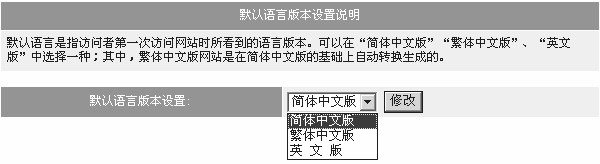 默认语言版本设置说明
默认语言是指访问者第一次访问网站时所看到的语言版本。可以在“简体中文版”“繁体中文版”、“英文
版”中选择一种；其中，繁体中文版网站是在简体中文版的基础上自动转换生成的。
默认语言版本设置： 简体中文版 修改
简体中文版
繁体中文版
英 文 版